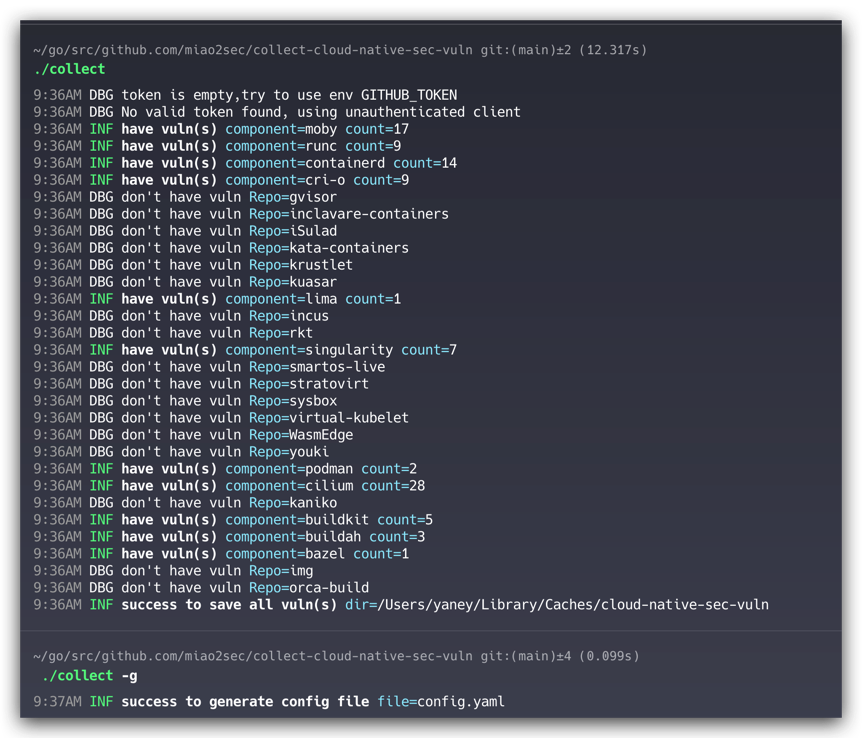 ~/go/src/github.com/miao2sec/collect-cloud-native-sec-vuln git:(main)±2 (12.317s)
./collect
9:36AM DBG token is empty,try to use env GITHUB_TOKEN
9:36AM DBG No valid token found, using unauthenticated client
9:36AM INF have vuln(s) component=moby count=17
9:36AM INF have vuln(s) component=runc count=9
9:36AM INF have vuln(s) component=containerd count=14
9:36AM INF have vuln(s) component=cri-o count=9
9:36AM DBG don't have vuln Repo=gvisor
9:36AM DBG don't have vuln Repo=inclavare-containers
9:36AM DBG don't have vuln Repo=iSulad
9:36AM DBG don't have vuln Repo=kata-containers
9:36AM DBG don't have vuln Repo=krustlet
9:36AM DBG don't have vuln Repo=kuasar
9:36AM INF have vuln(s) component=lima count=1
9:36AM DBG don't have vuln Repo=incus
9:36AM DBG don't have vuln Repo=rkt
9:36AM INF have vuln(s) component=singularity count=7
9:36AM DBG don't have vuln Repo=smartos-live
9:36AM DBG don't have vuln Repo=stratovirt
9:36AM DBG don't have vuln Repo=sysbox
9:36AM DBG don't have vuln Repo=virtual-kubelet
9:36AM DBG don't have vuln Repo=WasmEdge
9:36AM DBG don't have vuln Repo=youki
9:36AM INF have vuln(s) component=podman count=2
9:36AM INF have vuln(s) component=cilium count=28
9:36AM DBG don't have vuln Repo=kaniko
9:36AM INF have vuln(s) component=buildkit count=5
9:36AM INF have vuln(s) component=buildah count=3
9:36AM INF have vuln(s) component=bazel count=1
9:36AM DBG don't have vuln Repo=img
9:36AM DBG don't have vuln Repo=orca-build
9:36AM INF success to save all vuln(s) dir=/Users/yaney/Library/Caches/cloud-native-sec-vuln
~/go/src/github.com/miao2sec/collect-cloud-native-sec-vuln git:(main)±4 (0.099s)
./collect -g
9:37AM INF success to generate config file file=config.yaml